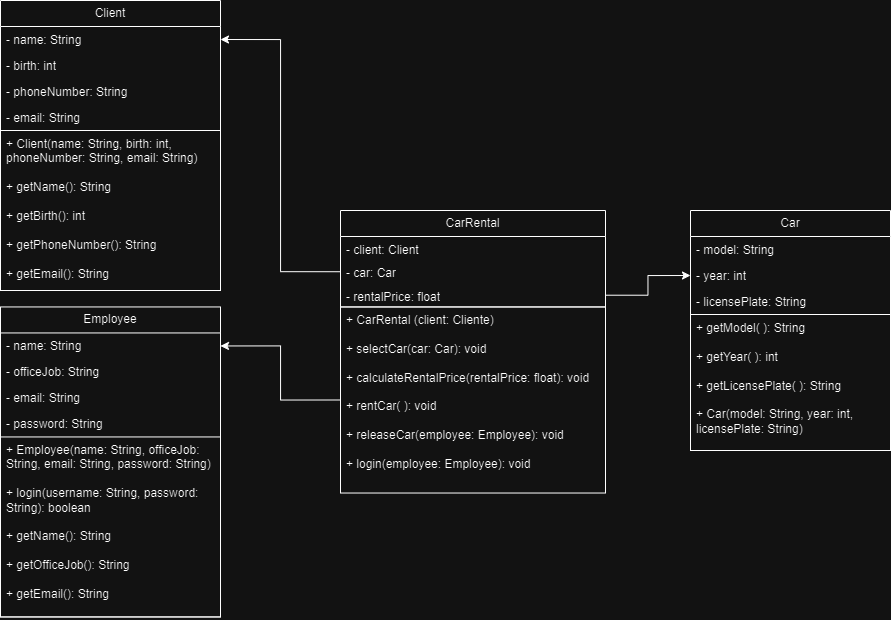 Client
- name: String
- birth: int
- phoneNumber: String
- email: String
+ Client(name: String, birth: int,
phoneNumber: String, email: String)
+ getName(): String
+ getBirth(): int
+ getPhoneNumber(): String
+ getEmail(): String
Employee
- name: String
- officeJob: String
- email: String
- password: String
+ Employee(name: String, officeJob:
String, email: String, password: String)
+ login(username: String, password:
String): boolean
+ getName(): String
+ getOfficeJob(): String
+ getEmail(): String
CarRental
- client: Client
- car: Car
- rentalPrice: float
+ CarRental (client: Cliente)
+ selectCar(car: Car): void
+ calculateRentalPrice(rentalPrice: float): void
+ rentCar( ): void
+ releaseCar(employee: Employee): void
+ login(employee: Employee): void
Car
- model: String
- year: int
- licensePlate: String
+ getModel( ): String
+ getYear( ): int
+ getLicensePlate( ): String
+ Car(model: String, year: int,
licensePlate: String)